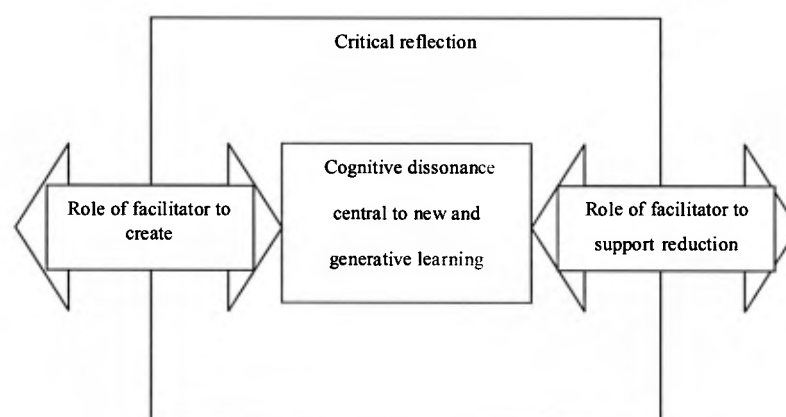 Critical reflection
Cognitive dissonance
central to new and
generative learning
Role of facilitator to
create
Role of facilitator to
support reduction